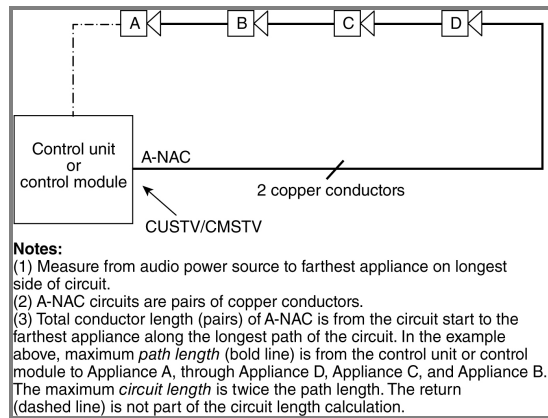 A B C D
Control unit
or
control module
A-NAC
2 copper conductors
CUSTV/CMSTV
Notes:
(1) Measure from audio power source to farthest appliance on longest
side of circuit.
(2) A-NAC circuits are pairs of copper conductors.
(3) Total conductor length (pairs) of A-NAC is from the circuit start to the
farthest appliance along the longest path of the circuit. In the example
above, maximum path length (bold line) is from the control unit or control
module to Appliance A, through Appliance D, Appliance C, and Appliance B.
The maximum circuit length is twice the path length. The return
(dashed line) is not part of the circuit length calculation.